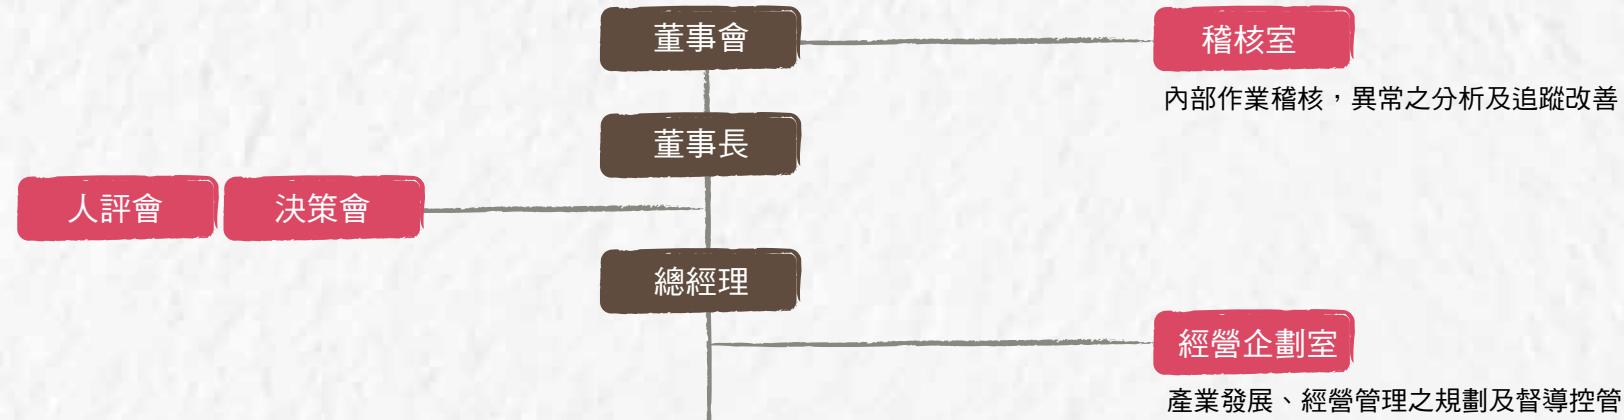 董事會
稽核室
內部作業稽核，異常之分析及追蹤改善
董事長
人評會
決策會
總經理
經營企劃室
產業發展、經營管理之規劃及督導控管